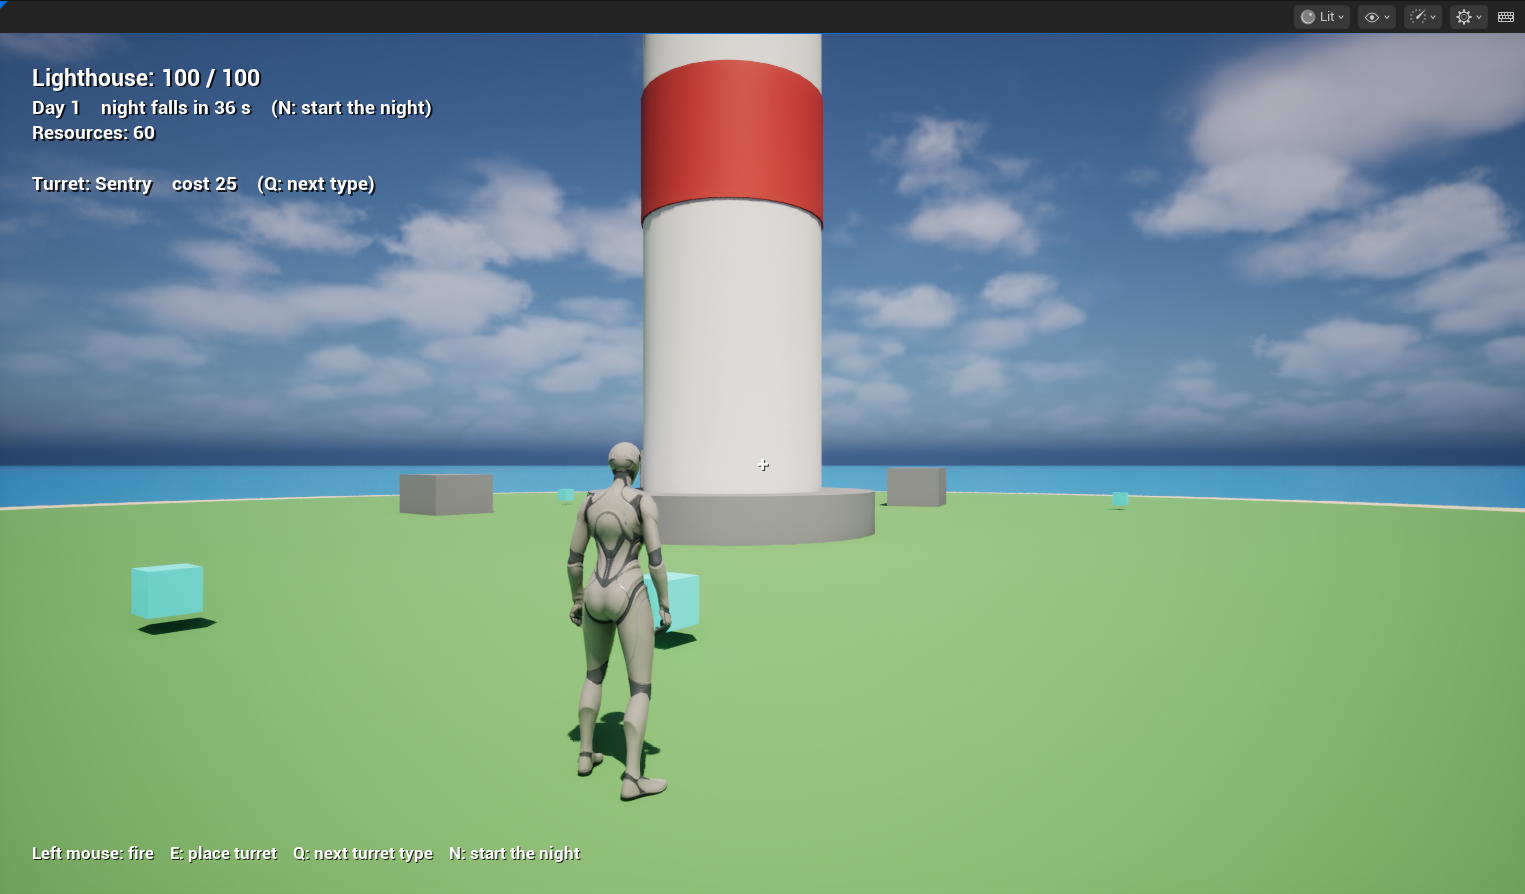 Lit
Lighthouse: 100 / 100
Day 1 night falls in 36 s (N: start the night)
Resources: 60
Turret: Sentry cost 25 (Q: next type)
Left mouse: fire E: place turret Q: next turret type N: start the night